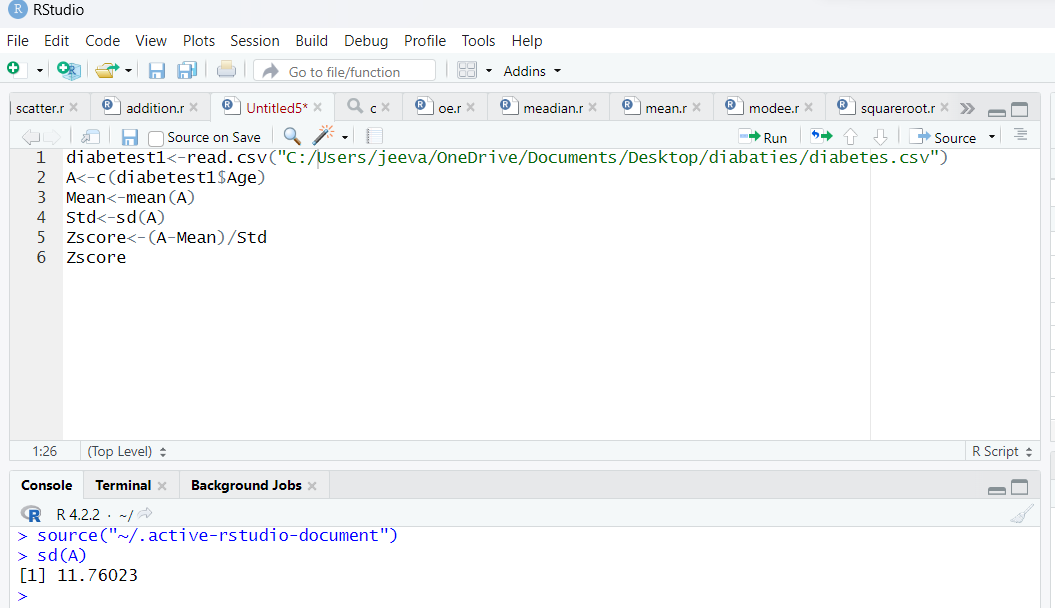 RStudio
File Edit Code View Plots Session Build Debug Profile Tools Help
Go to file/function Addins
scatter.r addition.r Untitled5* c oe.r meadian.r mean.r modee.r squareroot.r
Source on Save Run Source
1 diabetest1<-read.csv("C:/Users/jeeva/OneDrive/Documents/Desktop/diabaties/diabetes.csv")
2 A<-c(diabetest1$Age)
3 Mean<-mean(A)
4 Std<-sd(A)
5 Zscore<-(A-Mean)/Std
6 Zscore
1:26 (Top Level) R Script
Console Terminal Background Jobs
R 4.2.2 · ~/
> source("~/.active-rstudio-document")
> sd(A)
[1] 11.76023
>